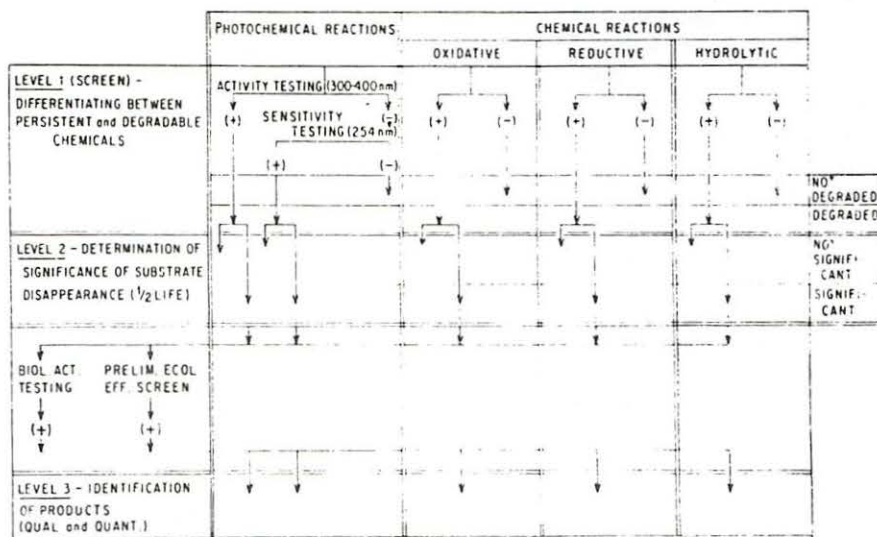 PHOTOCHEMICAL REACTIONS
CHEMICAL REACTIONS
OXIDATIVE
REDUCTIVE
HYDROLYTIC
LEVEL 1 (SCREEN) -
DIFFERENTIATING BETWEEN
PERSISTENT and DEGRADABLE
CHEMICALS
ACTIVITY TESTING (300-400nm)
(+)
SENSITIVITY
TESTING (254nm)
(-)
(+)
(-)
(+)
(-)
(+)
(-)
(+)
(-)
NOT
DEGRADED
DEGRADED
LEVEL 2 - DETERMINATION OF
SIGNIFICANCE OF SUBSTRATE
DISAPPEARANCE (1/2 LIFE)
NOT
SIGNIFI-
CANT
SIGNIFI-
CANT
BIOL. ACT.
TESTING
(+)
PRELIM. ECOL
EFF. SCREEN
(+)
LEVEL 3 - IDENTIFICATION
OF PRODUCTS
(QUAL and QUANT.)